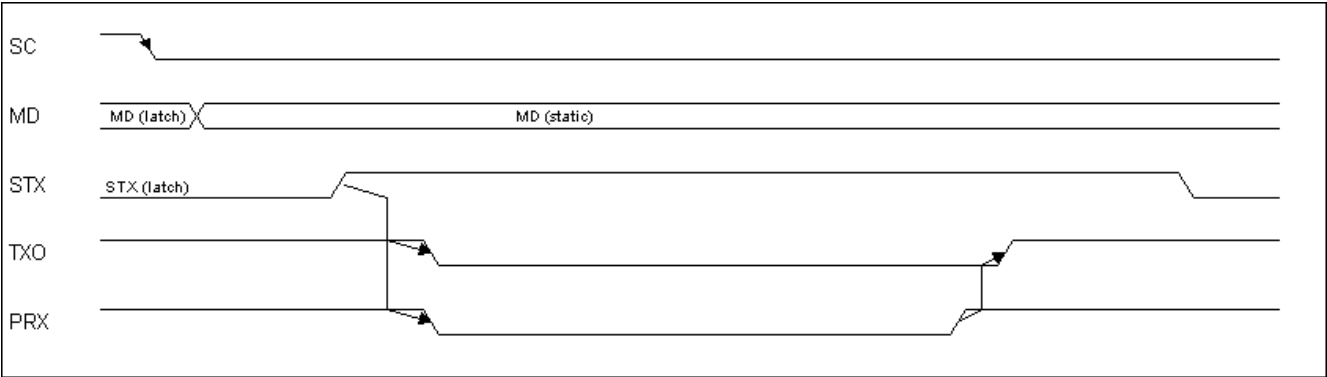 SC
MD
MD (latch)
MD (static)
STX
STX (latch)
TXO
PRX